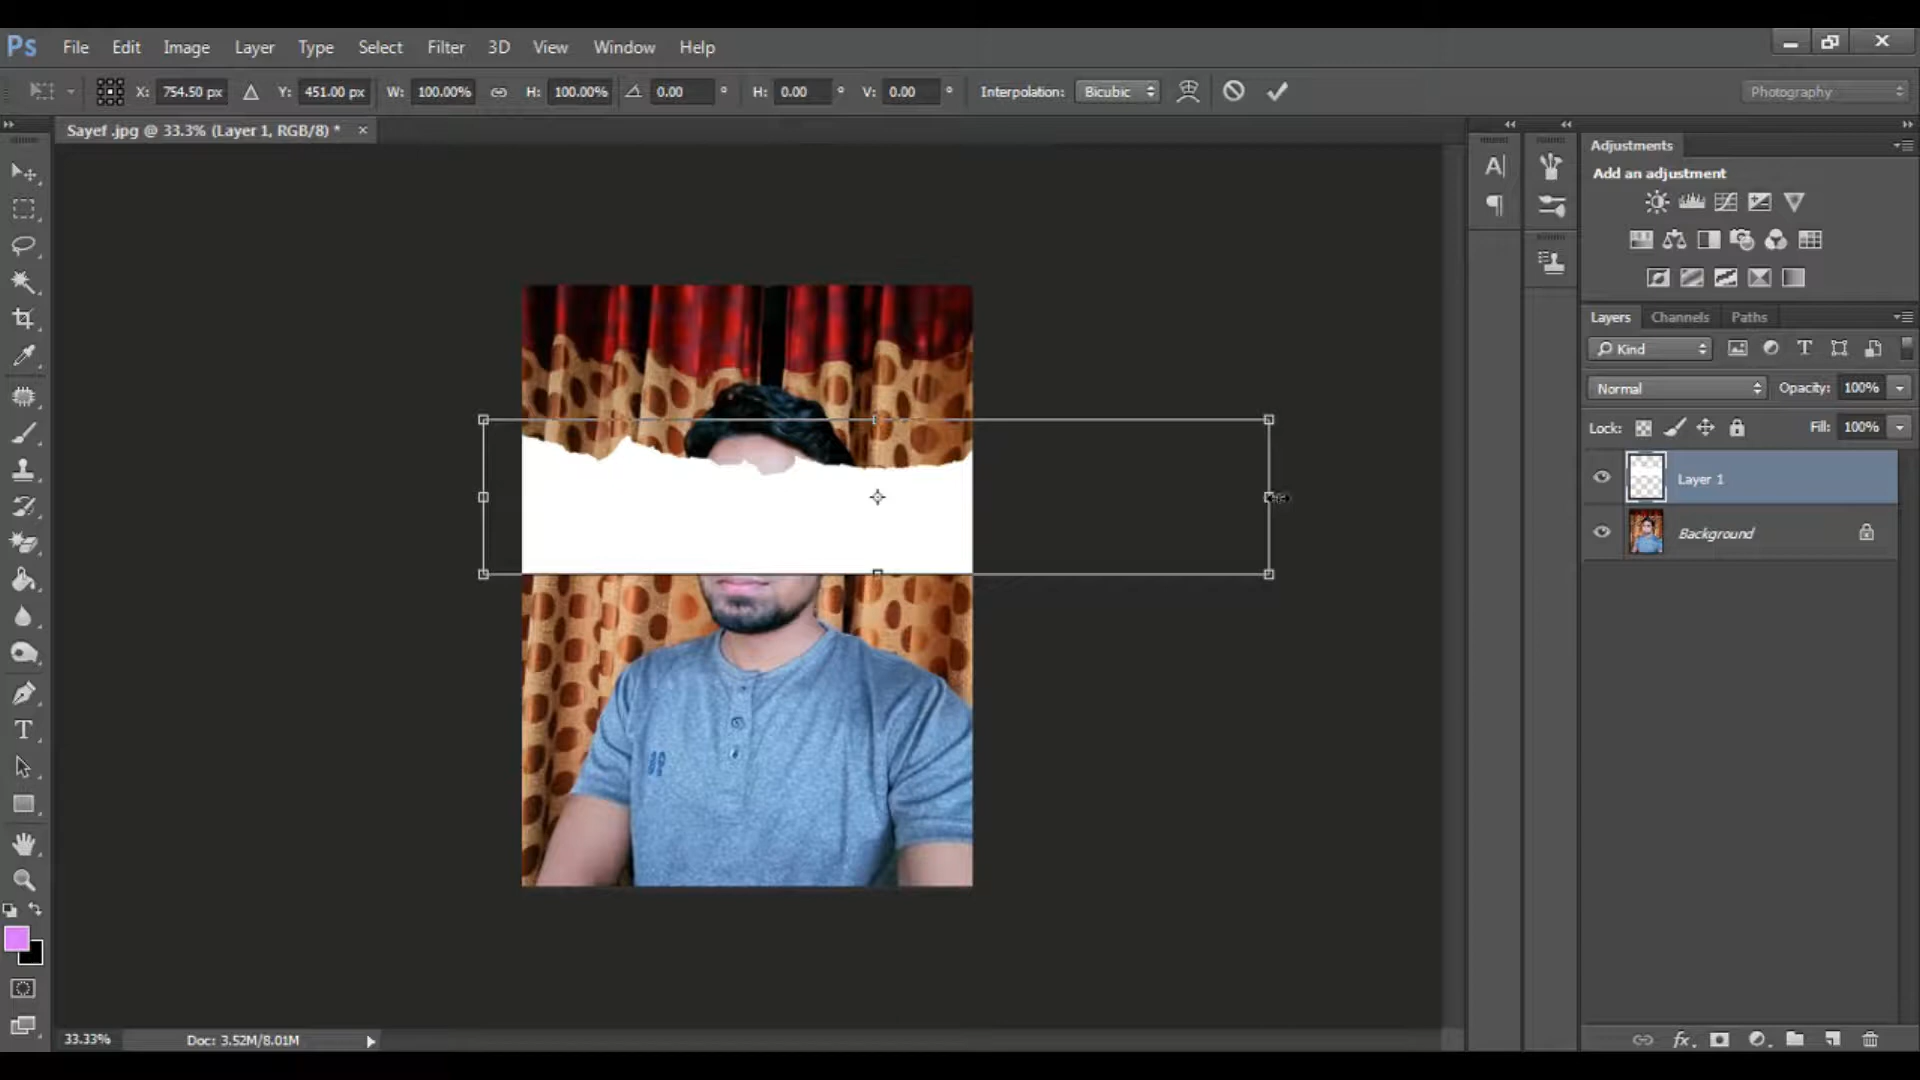 Ps File Edit Image Layer Type Select Filter 3D View Window Help
X: 754.50 px Y: 451.00 px W: 100.00% H: 100.00% 0.00 ° H: 0.00 ° V: 0.00 ° Interpolation: Bicubic Photography
Sayef .jpg @ 33.3% (Layer 1, RGB/8) * ×
Adjustments
Add an adjustment
Layers Channels Paths
Kind
Normal Opacity: 100%
Lock: Fill: 100%
Layer 1
Background
33.33% Doc: 3.52M/8.01M